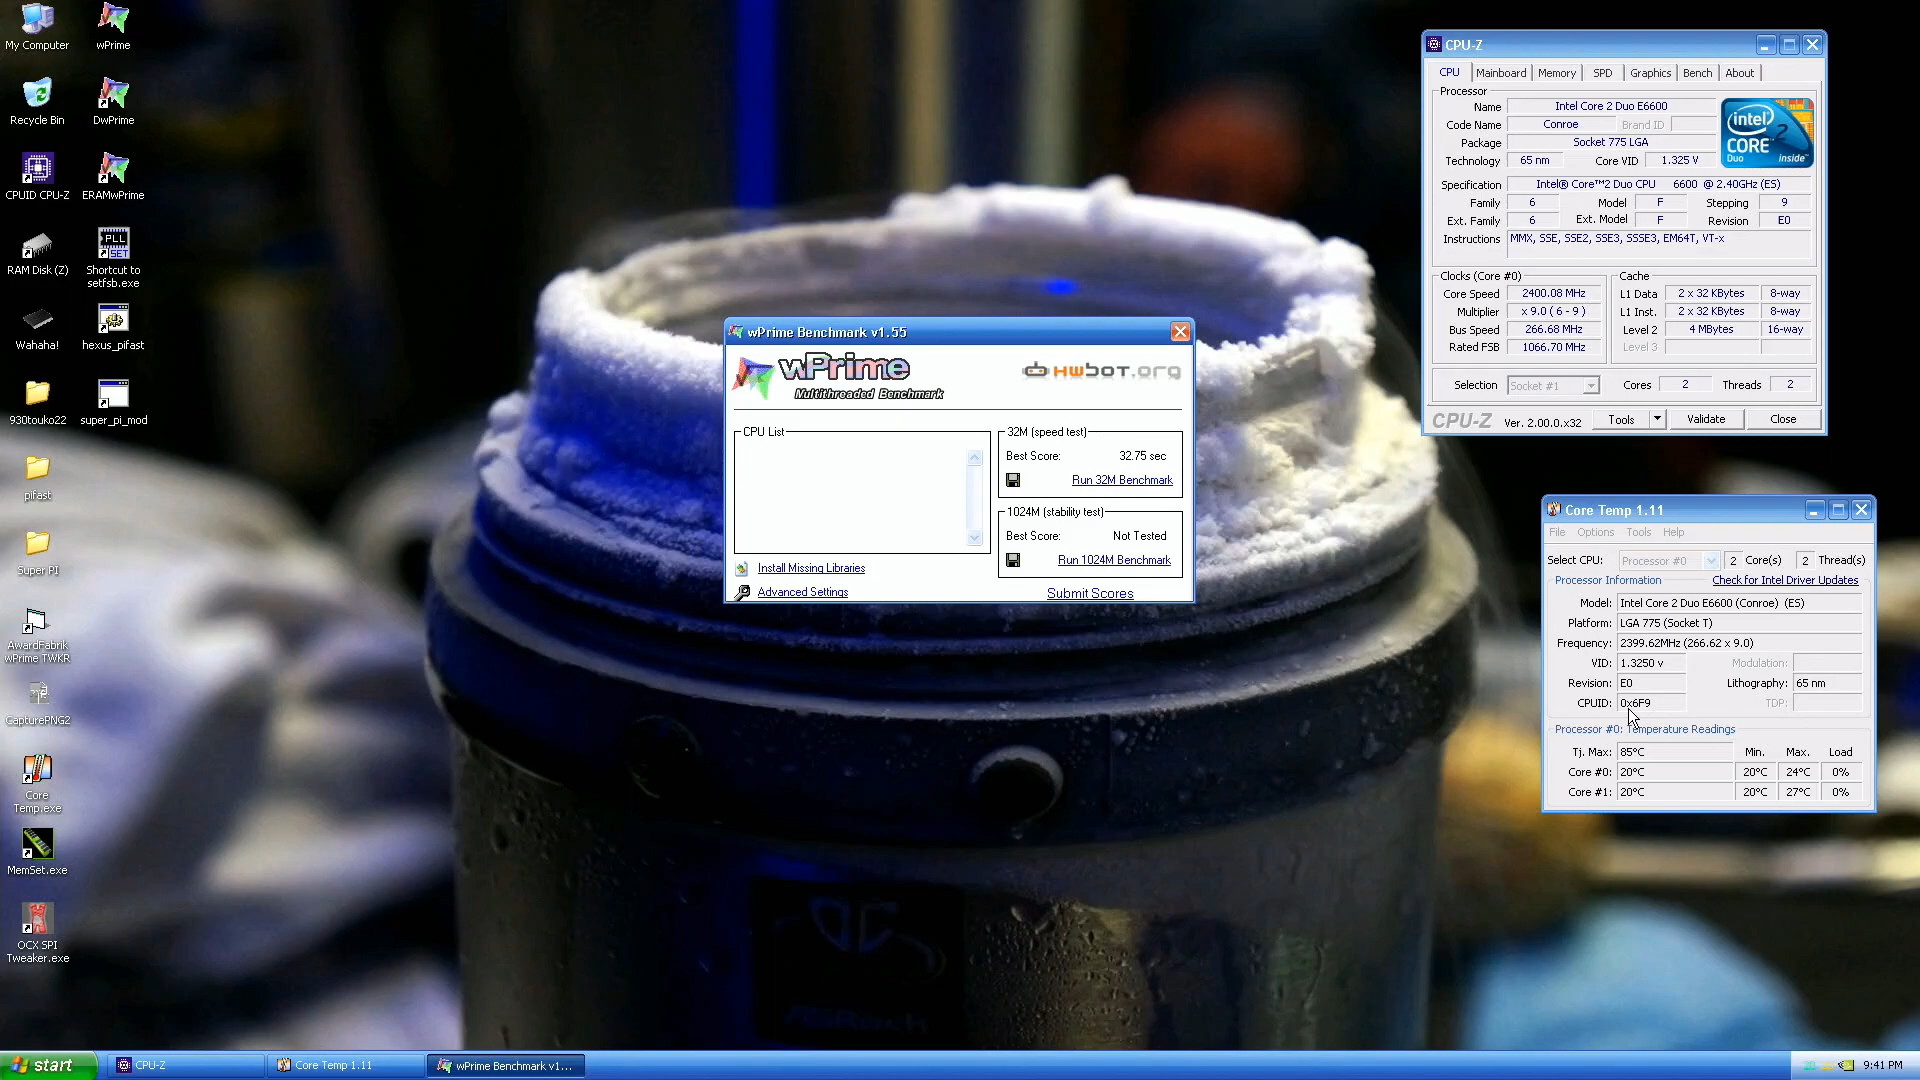 My Computer
wPrime
Recycle Bin
DwPrime
CPUID CPU-Z
ERAMwPrime
RAM Disk (Z)
PLL
SET
Shortcut to
setfsb.exe
Wahaha!
hexus_pifast
930touko22
super_pi_mod
pifast
Super PI
AwardFabrik
wPrime TWKR
CapturePNG2
Core
Temp.exe
MemSet.exe
OCX SPI
Tweaker.exe
wPrime Benchmark v1.55
wPrime
Multithreaded Benchmark
HWBOT.org
CPU List
32M (speed test)
Best Score: 32.75 sec
Run 32M Benchmark
1024M (stability test)
Best Score: Not Tested
Run 1024M Benchmark
Install Missing Libraries
Advanced Settings
Submit Scores
CPU-Z
CPU Mainboard Memory SPD Graphics Bench About
Processor
Name Intel Core 2 Duo E6600
Code Name Conroe Brand ID
Package Socket 775 LGA
Technology 65 nm Core VID 1.325 V
intel
CORE 2
Duo inside™
Specification Intel® Core™2 Duo CPU 6600 @ 2.40GHz (ES)
Family 6 Model F Stepping 9
Ext. Family 6 Ext. Model F Revision E0
Instructions MMX, SSE, SSE2, SSE3, SSSE3, EM64T, VT-x
Clocks (Core #0)
Core Speed 2400.08 MHz
Multiplier x 9.0 ( 6 - 9 )
Bus Speed 266.68 MHz
Rated FSB 1066.70 MHz
Cache
L1 Data 2 x 32 KBytes 8-way
L1 Inst. 2 x 32 KBytes 8-way
Level 2 4 MBytes 16-way
Level 3
Selection Socket #1 Cores 2 Threads 2
CPU-Z Ver. 2.00.0.x32 Tools Validate Close
Core Temp 1.11
File Options Tools Help
Select CPU: Processor #0 2 Core(s) 2 Thread(s)
Processor Information Check for Intel Driver Updates
Model: Intel Core 2 Duo E6600 (Conroe) (ES)
Platform: LGA 775 (Socket T)
Frequency: 2399.62MHz (266.62 x 9.0)
VID: 1.3250 v Modulation:
Revision: E0 Lithography: 65 nm
CPUID: 0x6F9 TDP:
Processor #0: Temperature Readings
Tj. Max: 85°C Min. Max. Load
Core #0: 20°C 20°C 24°C 0%
Core #1: 20°C 20°C 27°C 0%
ASRock
start
CPU-Z
Core Temp 1.11
wPrime Benchmark v1...
9:41 PM